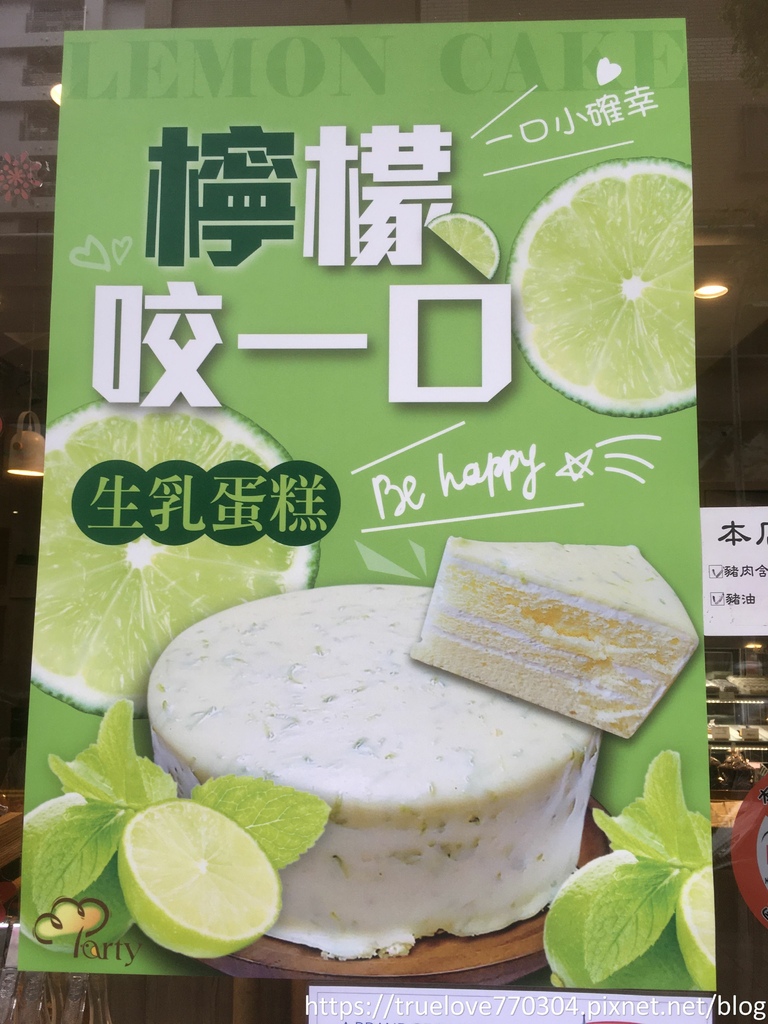 LEMON CAKE
一口小確幸
檸檬
咬一口
Be happy
生乳蛋糕
本店
豬肉含
豬油
Party
https://truelove770304.pixnet.net/blog